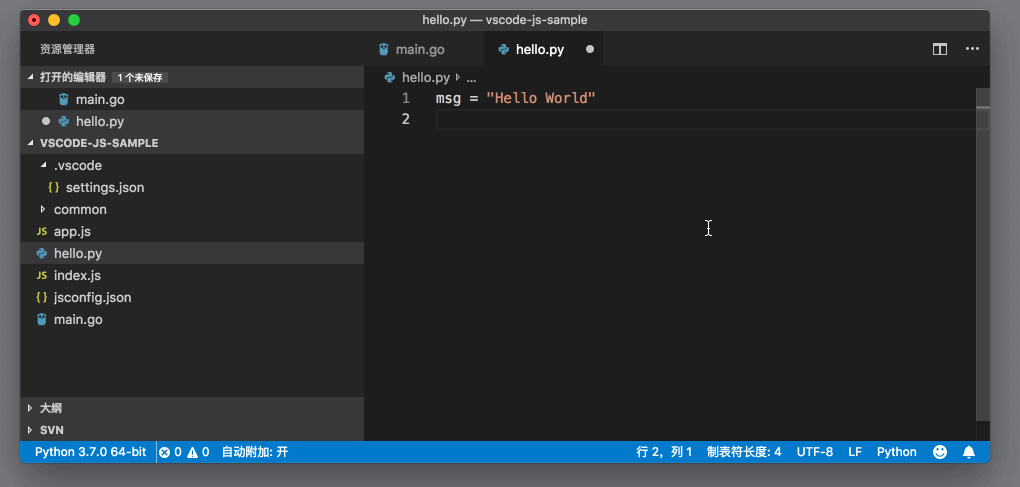 hello.py — vscode-js-sample
资源管理器
打开的编辑器 1 个未保存
main.go
hello.py
VSCODE-JS-SAMPLE
.vscode
{ } settings.json
common
JS app.js
hello.py
JS index.js
{ } jsconfig.json
main.go
大纲
SVN
main.go hello.py
hello.py ...
1 msg = "Hello World"
2
Python 3.7.0 64-bit 0 0 自动附加: 开 行 2，列 1 制表符长度: 4 UTF-8 LF Python